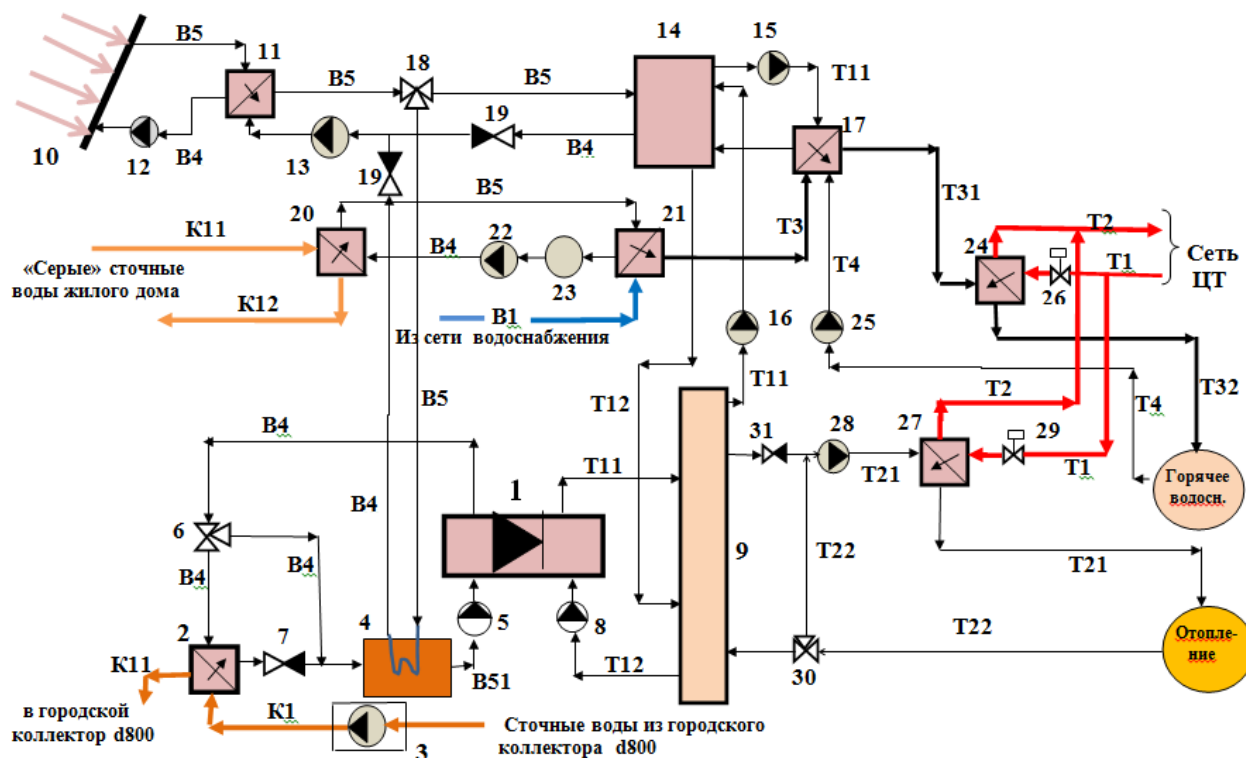 В5
11
18
14
15
В5
В5
Т11
19
17
10
12
В4
13
В4
19
В5
Т31
20
21
Т3
24
Т2
К11
22
В4
Т4
Т1
Сеть
ЦТ
26
«Серые» сточные
воды жилого дома
23
К12
В1
Из сети водоснабжения
16
25
Т11
В5
Т12
Т2
Т4
Т32
В4
31
28
27
29
Т11
Т21
Т1
1
Горячее
водосн.
В4
6
9
Т22
В4
В4
Т21
5
8
2
7
4
Отопле-
ние
Т22
К11
Т12
В51
30
в городской
коллектор d800
К1
Сточные воды из городского
коллектора d800
3